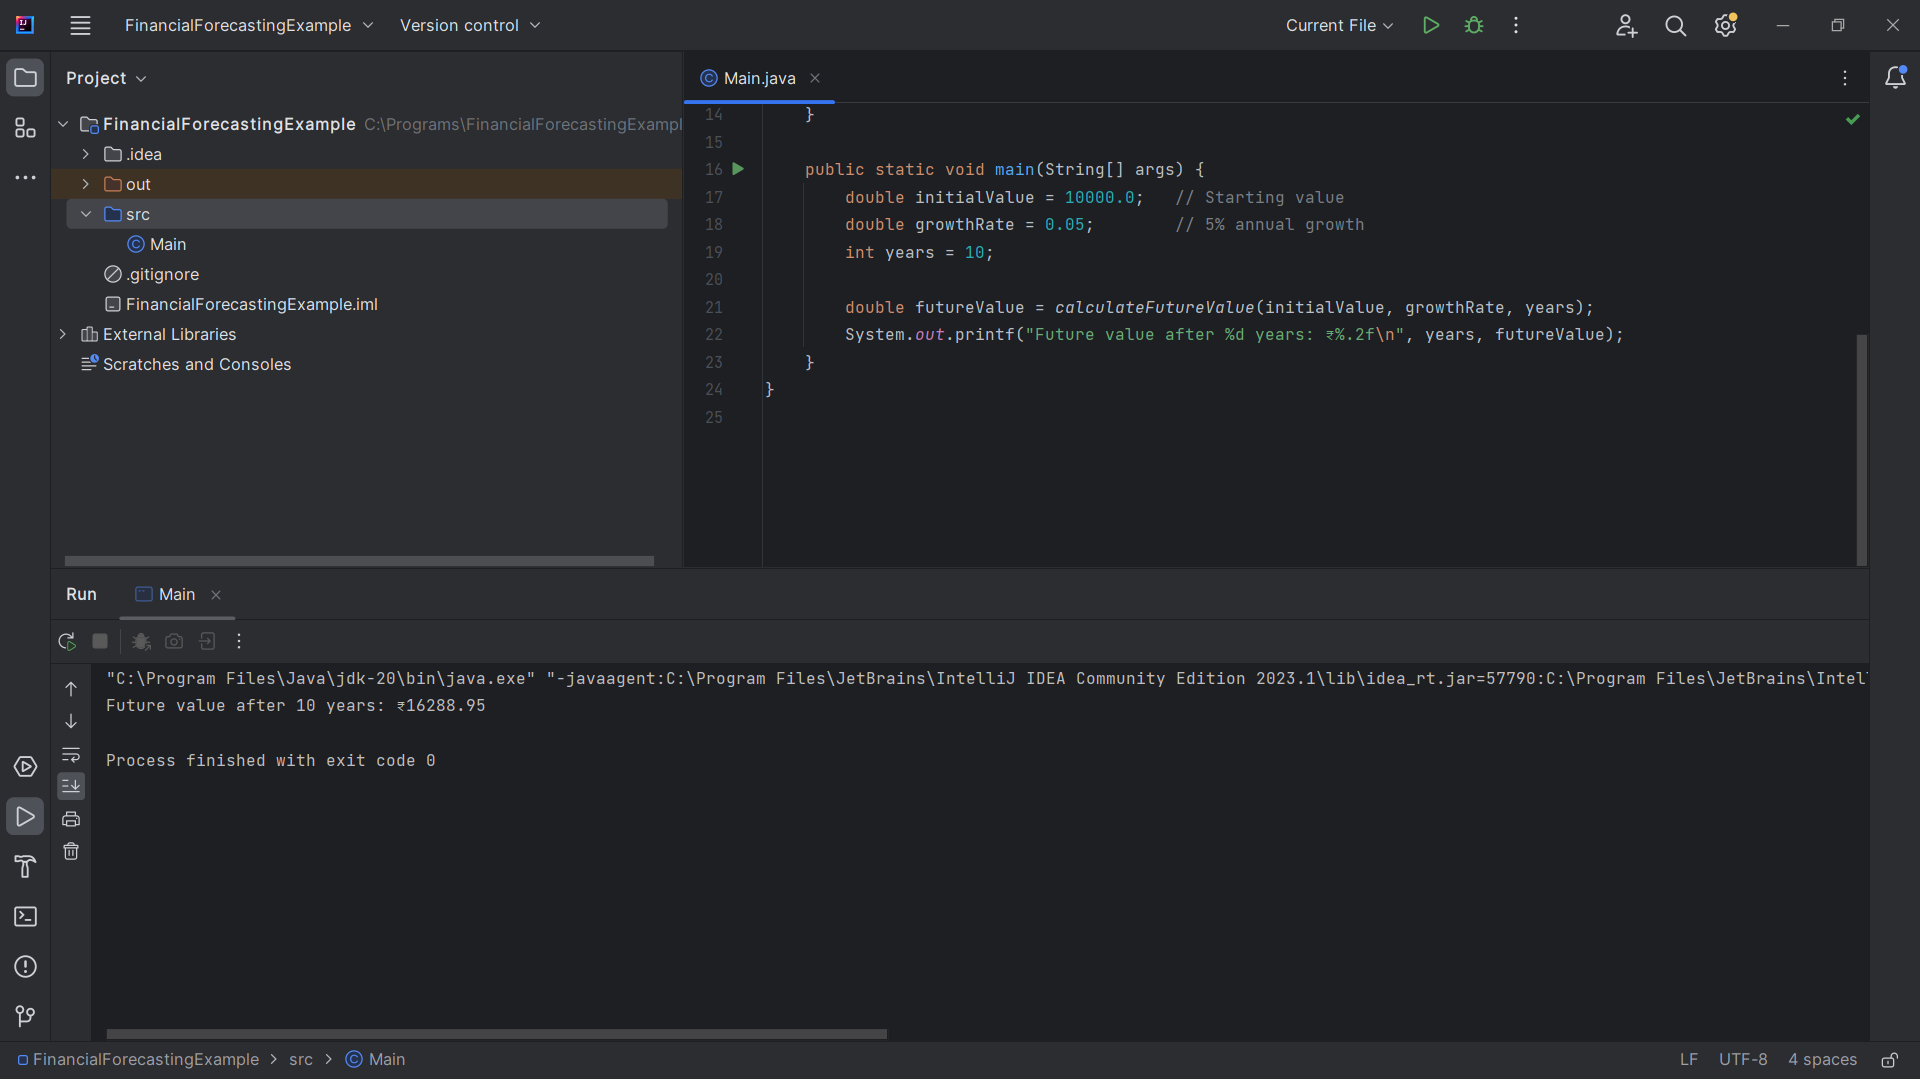 FinancialForecastingExample Version control Current File
Project
Main.java
FinancialForecastingExample C:\Programs\FinancialForecastingExampl
.idea
out
src
Main
.gitignore
FinancialForecastingExample.iml
External Libraries
Scratches and Consoles
14 }
15
16 public static void main(String[] args) {
17 double initialValue = 10000.0; // Starting value
18 double growthRate = 0.05; // 5% annual growth
19 int years = 10;
20
21 double futureValue = calculateFutureValue(initialValue, growthRate, years);
22 System.out.printf("Future value after %d years: ₹%.2f\n", years, futureValue);
23 }
24 }
25
Run Main
"C:\Program Files\Java\jdk-20\bin\java.exe" "-javaagent:C:\Program Files\JetBrains\IntelliJ IDEA Community Edition 2023.1\lib\idea_rt.jar=57790:C:\Program Files\JetBrains\Intel
Future value after 10 years: ₹16288.95
Process finished with exit code 0
FinancialForecastingExample > src > Main LF UTF-8 4 spaces